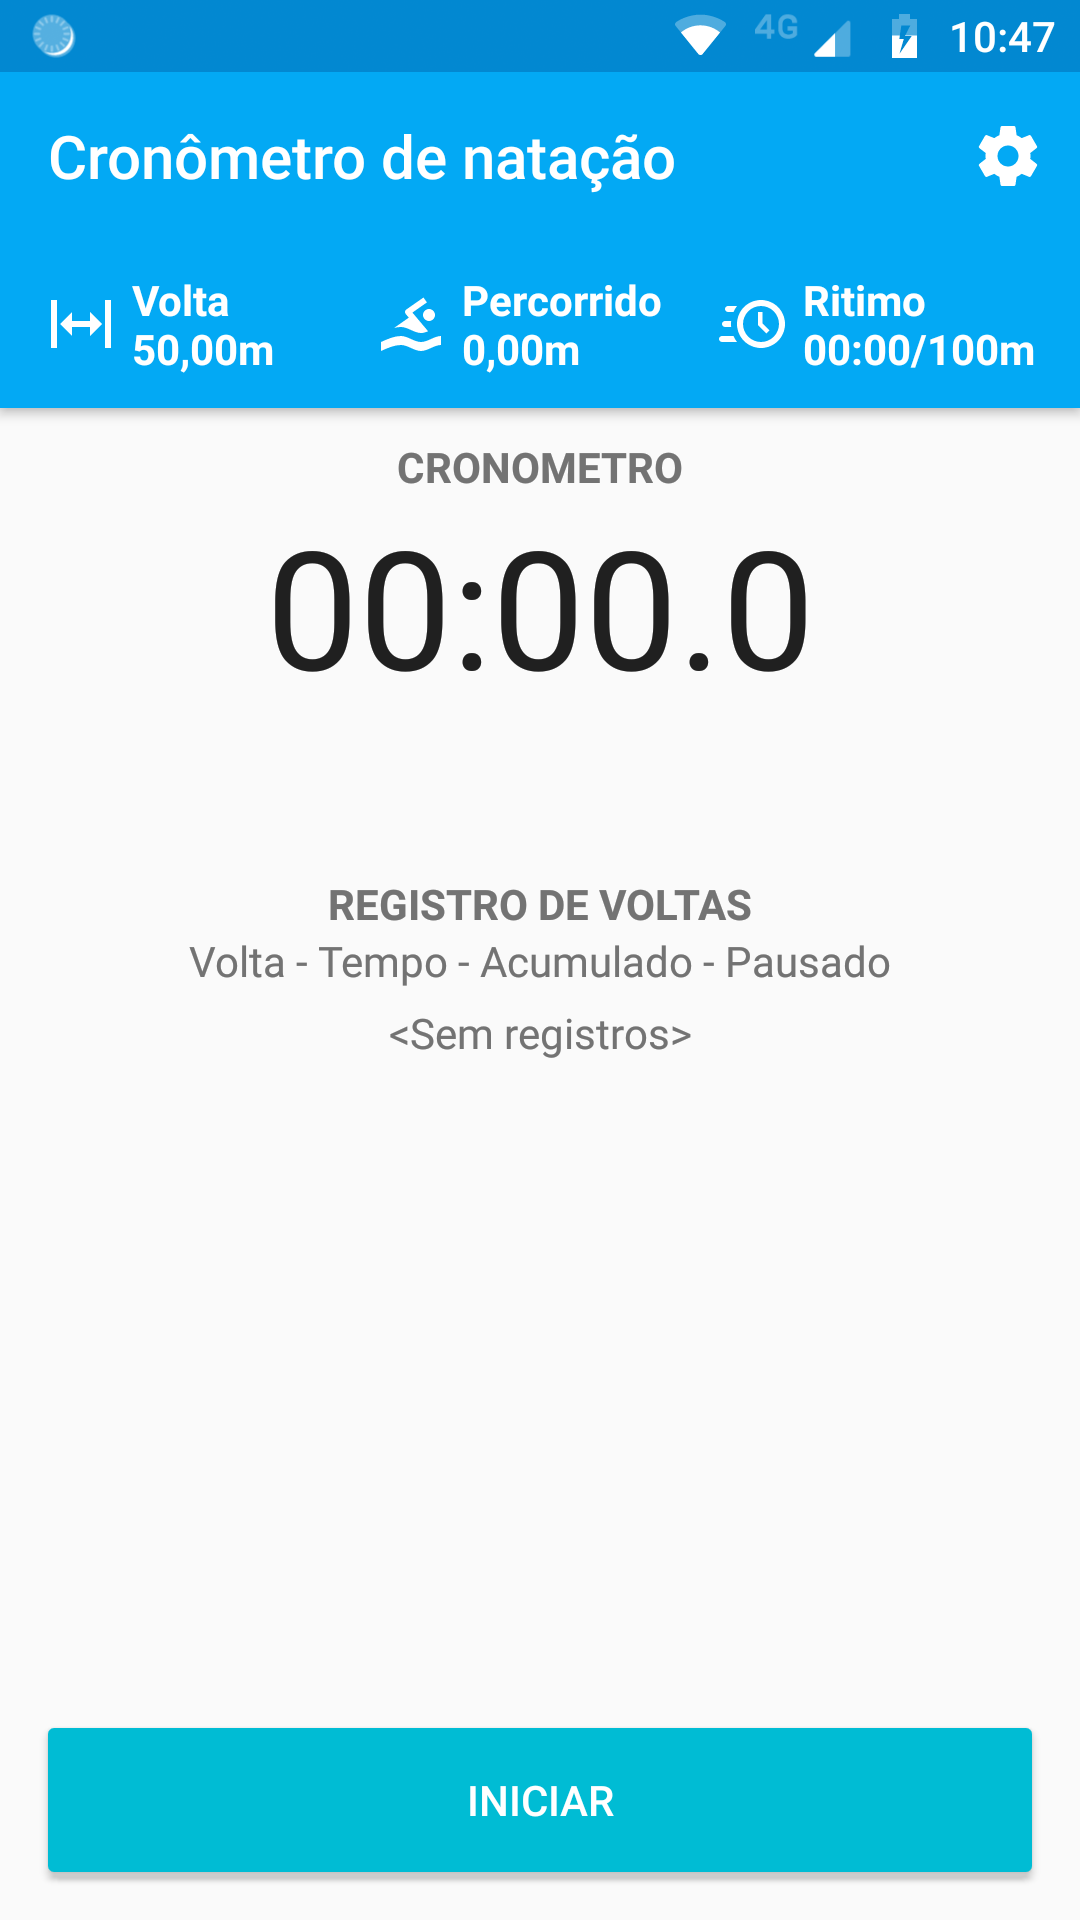 4G 10:47
Cronômetro de natação
Volta Percorrido Ritimo
50,00m 0,00m 00:00/100m
CRONOMETRO
00:00.0
REGISTRO DE VOLTAS
Volta - Tempo - Acumulado - Pausado
<Sem registros>
INICIAR